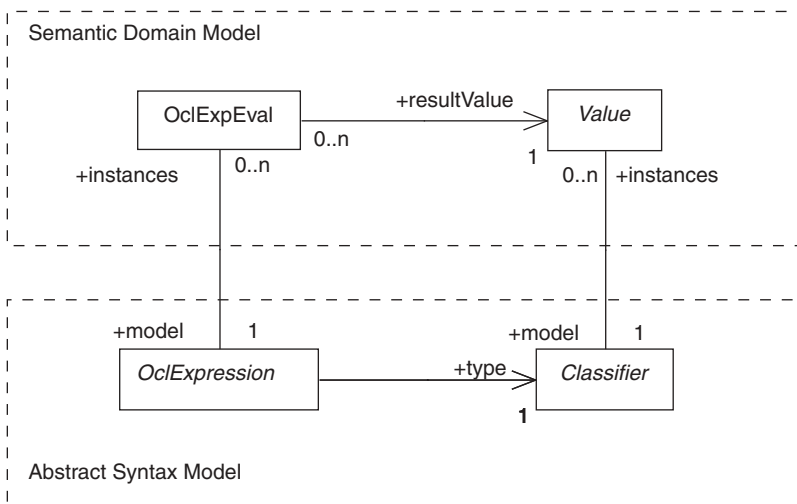 Semantic Domain Model
OclExpEval
+resultValue
Value
0..n
1
0..n
+instances
0..n
+instances
+model
1
+model
1
OclExpression
+type
Classifier
1
Abstract Syntax Model